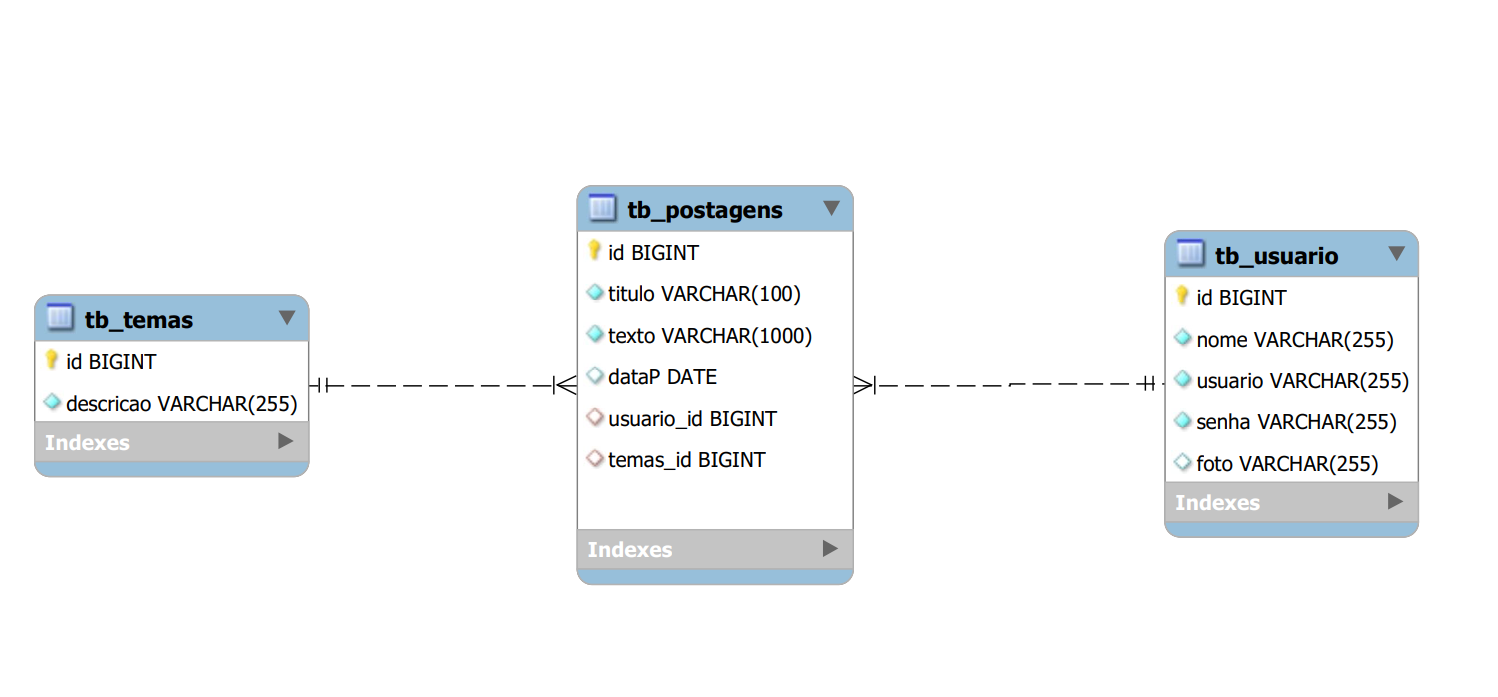 tb_temas
id BIGINT
descricao VARCHAR(255)
Indexes
tb_postagens
id BIGINT
titulo VARCHAR(100)
texto VARCHAR(1000)
dataP DATE
usuario_id BIGINT
temas_id BIGINT
Indexes
tb_usuario
id BIGINT
nome VARCHAR(255)
usuario VARCHAR(255)
senha VARCHAR(255)
foto VARCHAR(255)
Indexes